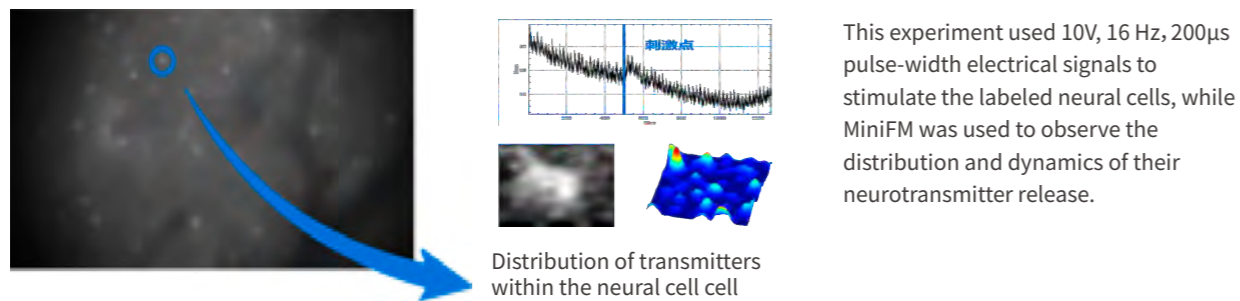 刺激点
Distribution of transmitters
within the neural cell cell
This experiment used 10V, 16 Hz, 200μs
pulse-width electrical signals to
stimulate the labeled neural cells, while
MiniFM was used to observe the
distribution and dynamics of their
neurotransmitter release.